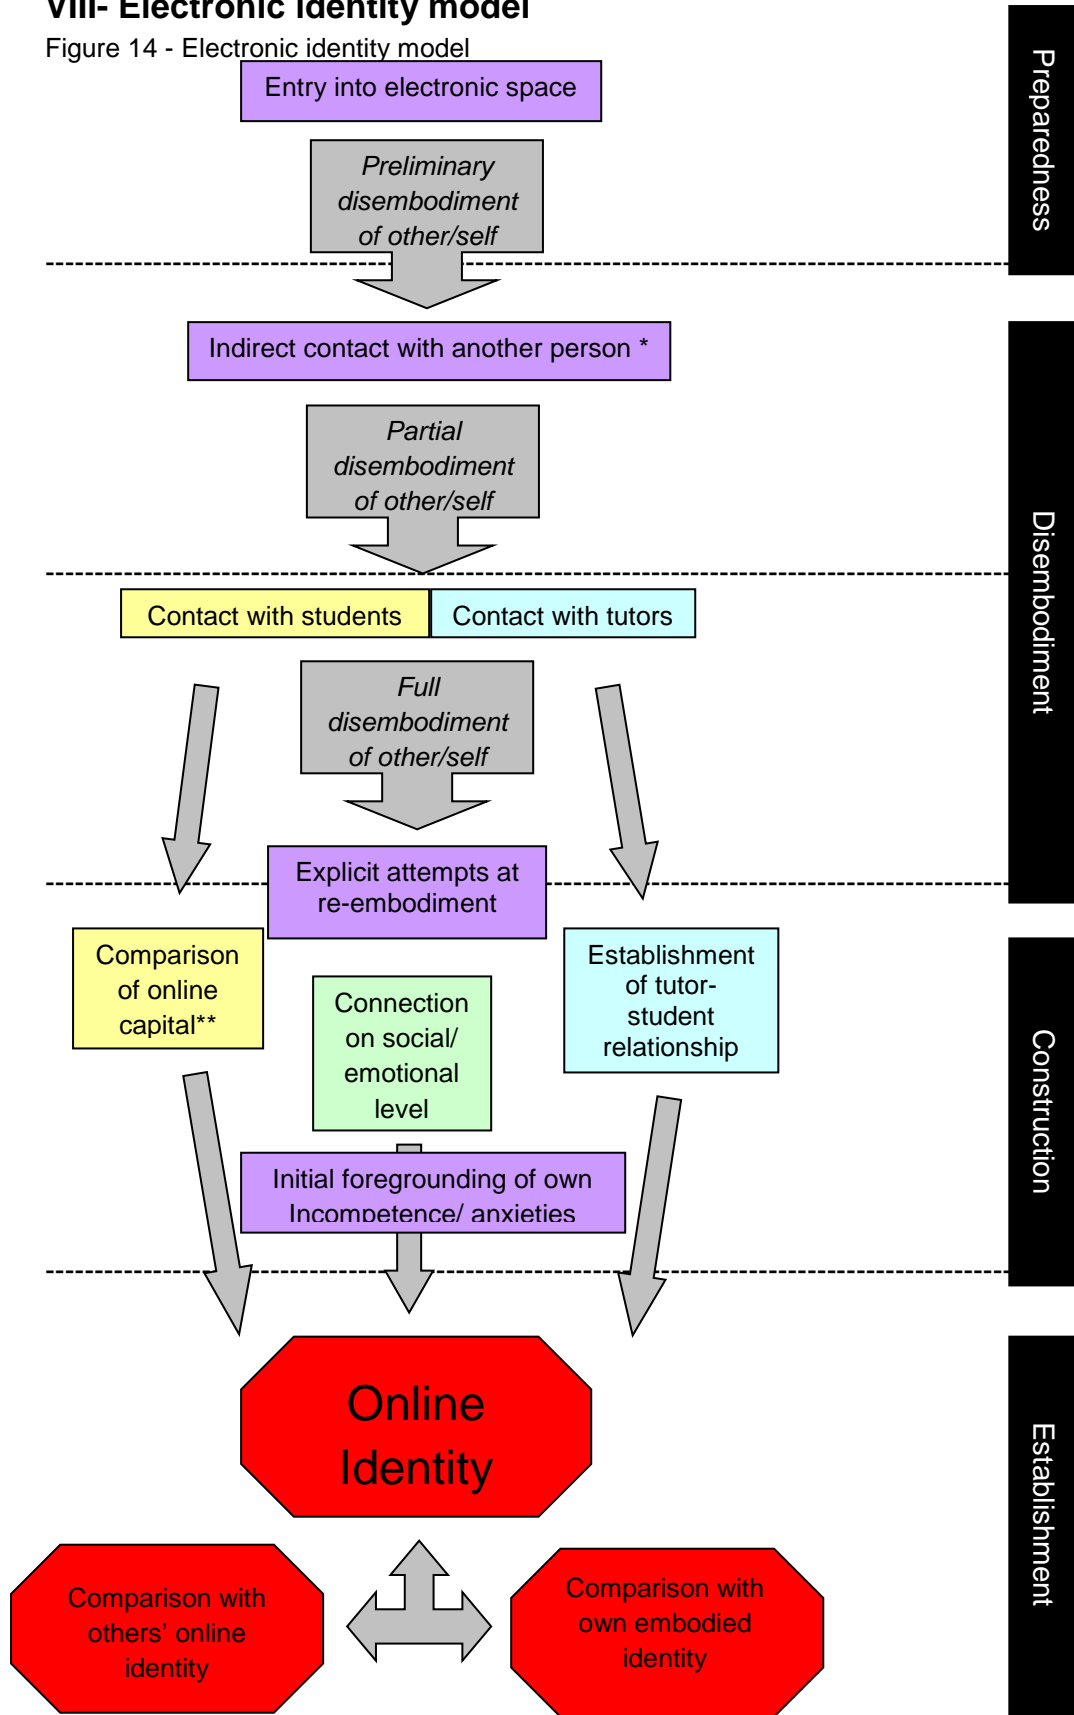 VIII- Electronic identity model
Figure 14 - Electronic identity model
Entry into electronic space
Preliminary
disembodiment
of other/self
Preparedness
Indirect contact with another person *
Partial
disembodiment
of other/self
Disembodiment
Contact with students
Contact with tutors
Full
disembodiment
of other/self
Explicit attempts at
re-embodiment
Comparison
of online
capital**
Connection
on social/
emotional
level
Establishment
of tutor-
student
relationship
Construction
Initial foregrounding of own
Incompetence/ anxieties
Online
Identity
Establishment
Comparison with
others’ online
identity
Comparison with
own embodied
identity